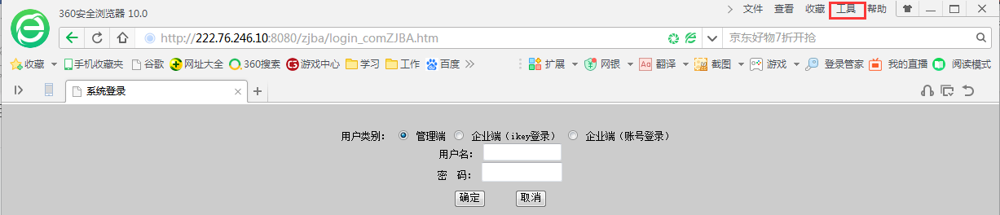 360安全浏览器 10.0
文件 查看 收藏 工具 帮助
http://222.76.246.10:8080/zjba/login_comZJBA.htm
京东好物7折开抢
收藏 手机收藏夹 谷歌 网址大全 360搜索 游戏中心 学习 工作 百度 扩展 网银 Aa 翻译 截图 游戏 登录管家 我的直播 阅读模式
系统登录
用户类别： 管理端 企业端（ikey登录） 企业端（账号登录）
用户名：
密 码：
确定 取消